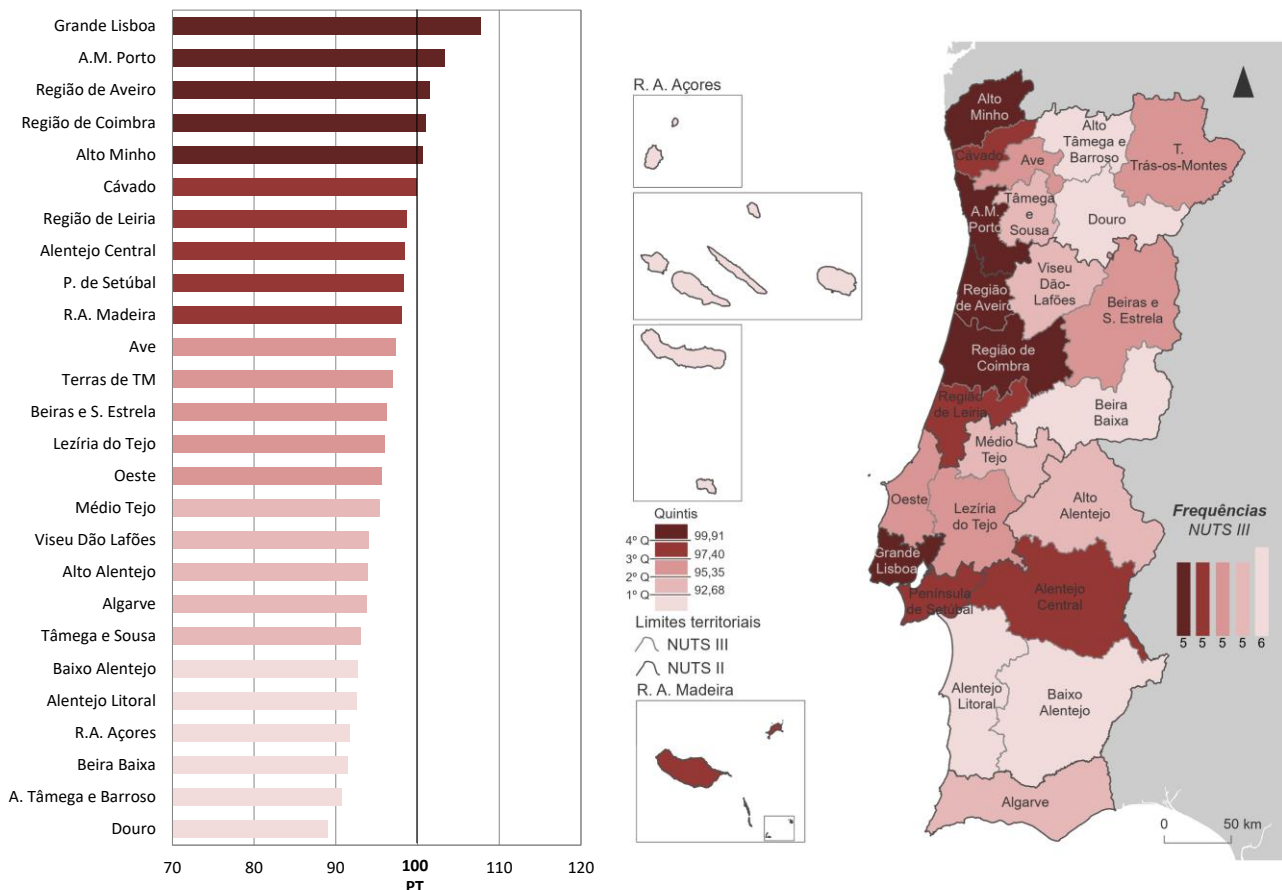 Grande Lisboa
A.M. Porto
Região de Aveiro
Região de Coimbra
Alto Minho
Cávado
Região de Leiria
Alentejo Central
P. de Setúbal
R.A. Madeira
Ave
Terras de TM
Beiras e S. Estrela
Lezíria do Tejo
Oeste
Médio Tejo
Viseu Dão Lafões
Alto Alentejo
Algarve
Tâmega e Sousa
Baixo Alentejo
Alentejo Litoral
R.A. Açores
Beira Baixa
A. Tâmega e Barroso
Douro
70
80
90
100
110
120
PT
R. A. Açores
Quintis
4º Q
99,91
3º Q
97,40
2º Q
95,35
1º Q
92,68
Limites territoriais
NUTS III
NUTS II
R. A. Madeira
Alto
Minho
Cávado
Ave
Alto
Tâmega e
Barroso
T.
Trás-os-Montes
A.M.
Porto
Tâmega
e
Sousa
Douro
Região
de Aveiro
Viseu
Dão-
Lafões
Beiras e
S. Estrela
Região de
Coimbra
Região
de Leiria
Beira
Baixa
Médio
Tejo
Oeste
Lezíria
do Tejo
Alto
Alentejo
Grande
Lisboa
Península
de Setúbal
Alentejo
Central
Alentejo
Litoral
Baixo
Alentejo
Algarve
Frequências
NUTS III
5 5 5 5 6
0 50 km